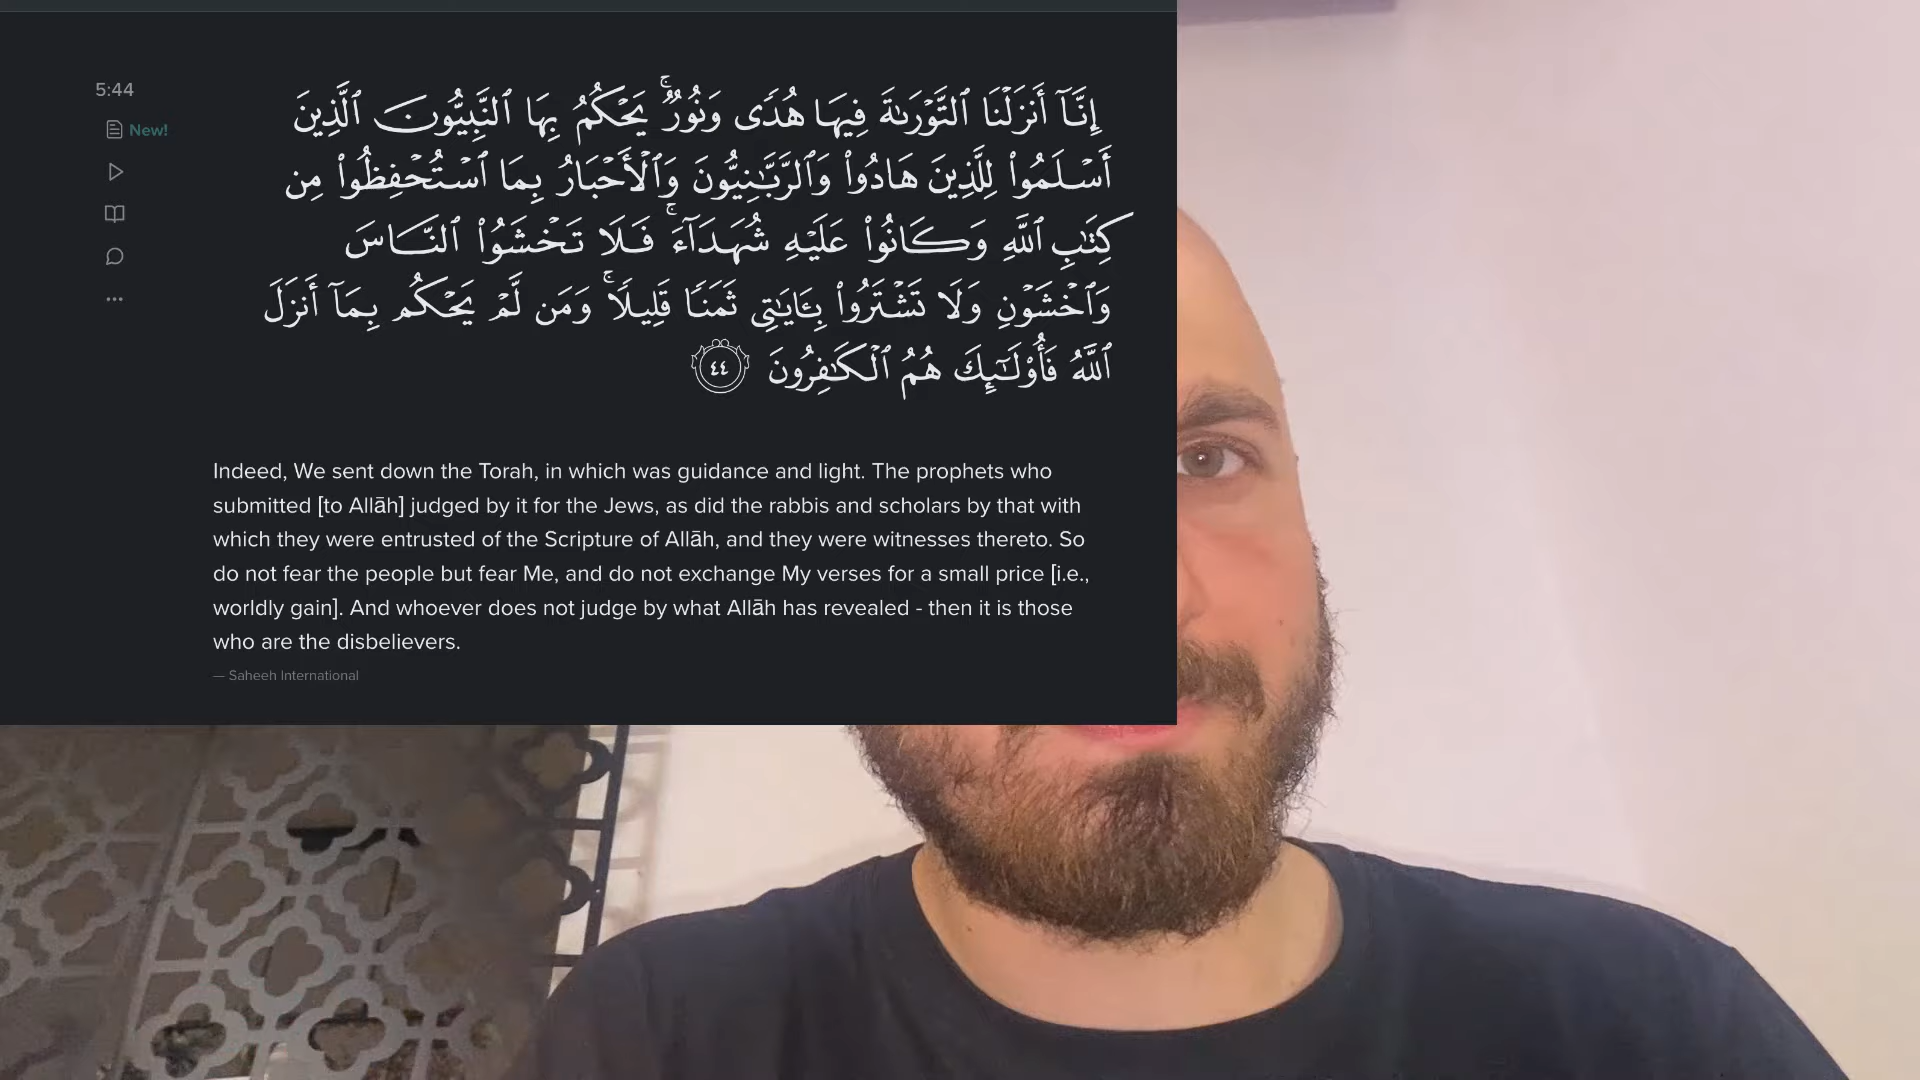 5:44
New!
إِنَّآ أَنزَلْنَا ٱلتَّوْرَىٰةَ فِيهَا هُدًى وَنُورٌ ۚ يَحْكُمُ بِهَا ٱلنَّبِيُّونَ ٱلَّذِينَ
أَسْلَمُوا۟ لِلَّذِينَ هَادُوا۟ وَٱلرَّبَّـٰنِيُّونَ وَٱلْأَحْبَارُ بِمَا ٱسْتُحْفِظُوا۟ مِن
كِتَـٰبِ ٱللَّهِ وَكَانُوا۟ عَلَيْهِ شُهَدَآءَ ۚ فَلَا تَخْشَوُا۟ ٱلنَّاسَ
وَٱخْشَوْنِ وَلَا تَشْتَرُوا۟ بِـَٔايَـٰتِى ثَمَنًا قَلِيلًا ۚ وَمَن لَّمْ يَحْكُم بِمَآ أَنزَلَ
ٱللَّهُ فَأُو۟لَـٰٓئِكَ هُمُ ٱلْكَـٰفِرُونَ ٤٤
Indeed, We sent down the Torah, in which was guidance and light. The prophets who
submitted [to Allāh] judged by it for the Jews, as did the rabbis and scholars by that with
which they were entrusted of the Scripture of Allāh, and they were witnesses thereto. So
do not fear the people but fear Me, and do not exchange My verses for a small price [i.e.,
worldly gain]. And whoever does not judge by what Allāh has revealed - then it is those
who are the disbelievers.
— Saheeh International